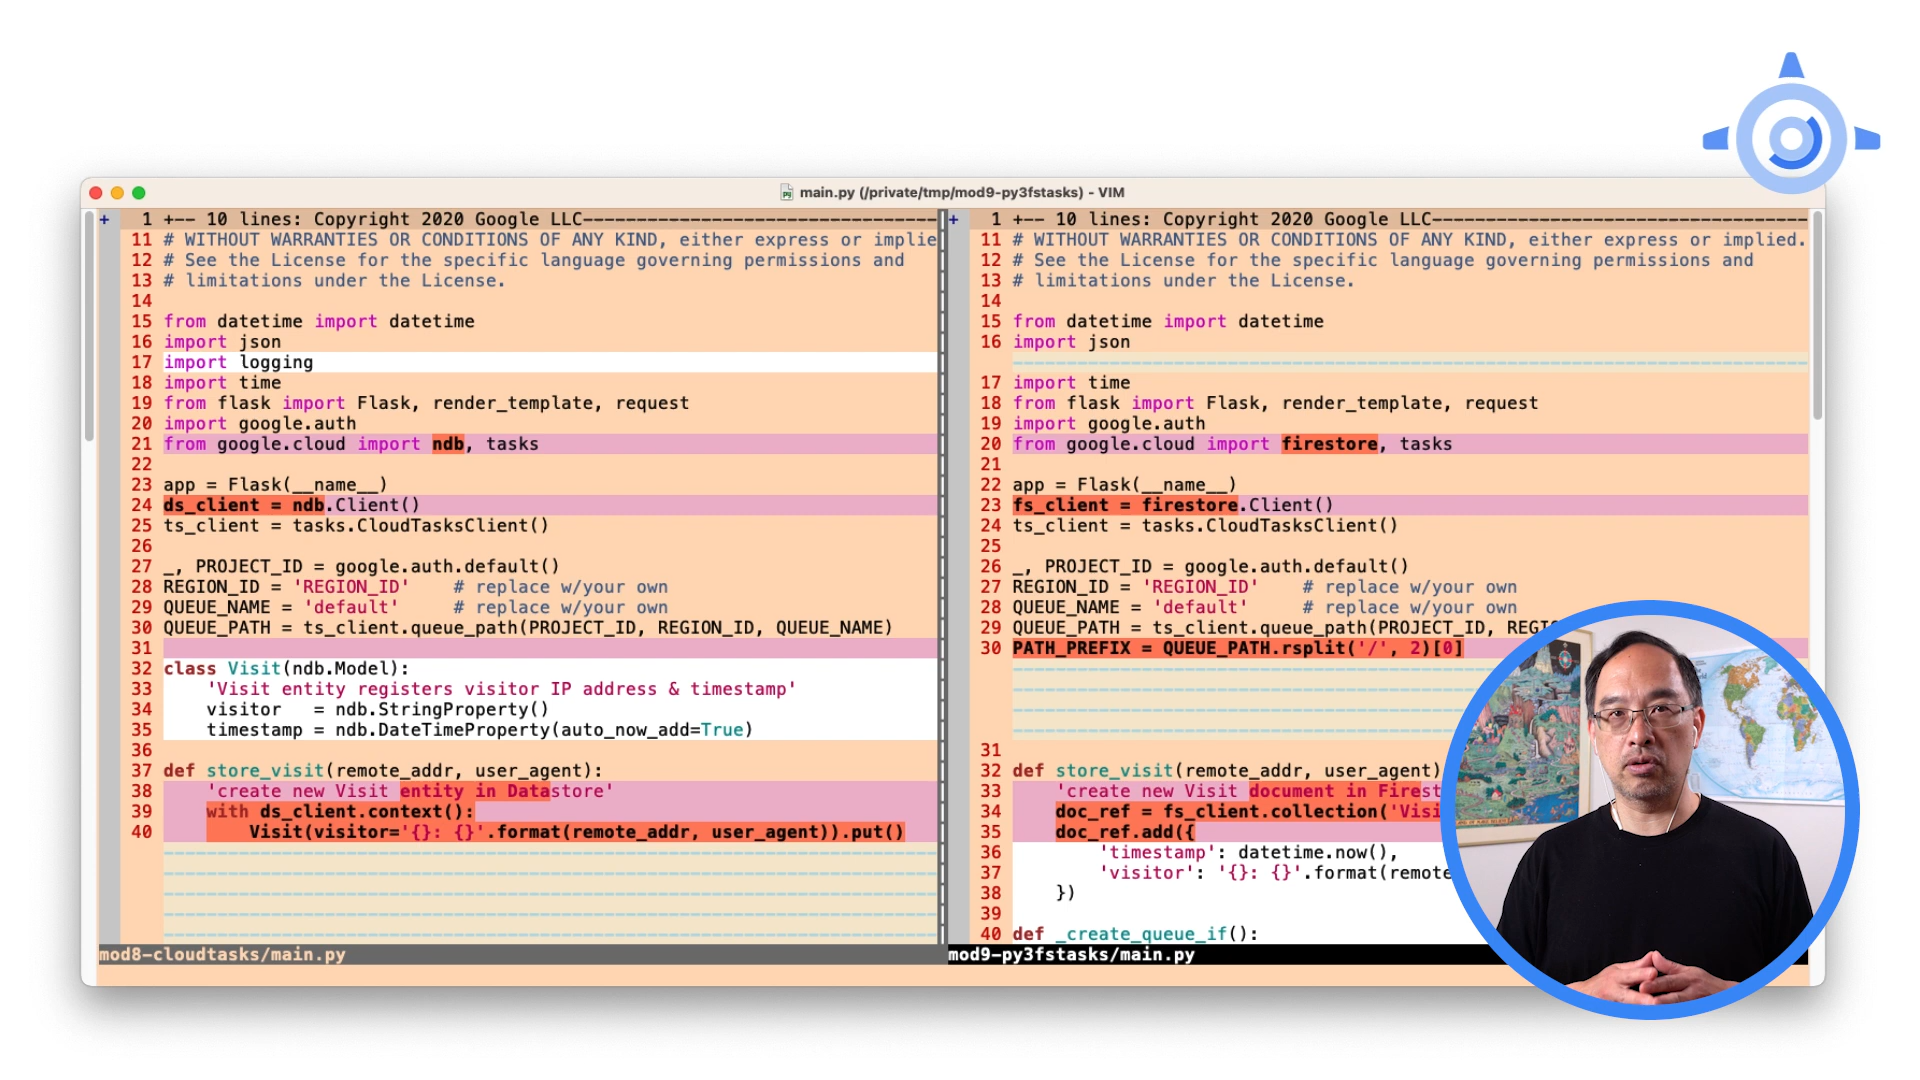 main.py (/private/tmp/mod9-py3fstasks) - VIM
+ 1 +-- 10 lines: Copyright 2020 Google LLC
11 # WITHOUT WARRANTIES OR CONDITIONS OF ANY KIND, either express or implie
12 # See the License for the specific language governing permissions and
13 # limitations under the License.
14
15 from datetime import datetime
16 import json
17 import logging
18 import time
19 from flask import Flask, render_template, request
20 import google.auth
21 from google.cloud import ndb, tasks
22
23 app = Flask(__name__)
24 ds_client = ndb.Client()
25 ts_client = tasks.CloudTasksClient()
26
27 _, PROJECT_ID = google.auth.default()
28 REGION_ID = 'REGION_ID' # replace w/your own
29 QUEUE_NAME = 'default' # replace w/your own
30 QUEUE_PATH = ts_client.queue_path(PROJECT_ID, REGION_ID, QUEUE_NAME)
31
32 class Visit(ndb.Model):
33 'Visit entity registers visitor IP address & timestamp'
34 visitor = ndb.StringProperty()
35 timestamp = ndb.DateTimeProperty(auto_now_add=True)
36
37 def store_visit(remote_addr, user_agent):
38 'create new Visit entity in Datastore'
39 with ds_client.context():
40 Visit(visitor='{}: {}'.format(remote_addr, user_agent)).put()
mod8-cloudtasks/main.py
+ 1 +-- 10 lines: Copyright 2020 Google LLC
11 # WITHOUT WARRANTIES OR CONDITIONS OF ANY KIND, either express or implied.
12 # See the License for the specific language governing permissions and
13 # limitations under the License.
14
15 from datetime import datetime
16 import json
17 import time
18 from flask import Flask, render_template, request
19 import google.auth
20 from google.cloud import firestore, tasks
21
22 app = Flask(__name__)
23 fs_client = firestore.Client()
24 ts_client = tasks.CloudTasksClient()
25
26 _, PROJECT_ID = google.auth.default()
27 REGION_ID = 'REGION_ID' # replace w/your own
28 QUEUE_NAME = 'default' # replace w/your own
29 QUEUE_PATH = ts_client.queue_path(PROJECT_ID, REGIO
30 PATH_PREFIX = QUEUE_PATH.rsplit('/', 2)[0]
31
32 def store_visit(remote_addr, user_agent)
33 'create new Visit document in Firest
34 doc_ref = fs_client.collection('Visi
35 doc_ref.add({
36 'timestamp': datetime.now(),
37 'visitor': '{}: {}'.format(remote
38 })
39
40 def _create_queue_if():
mod9-py3fstasks/main.py